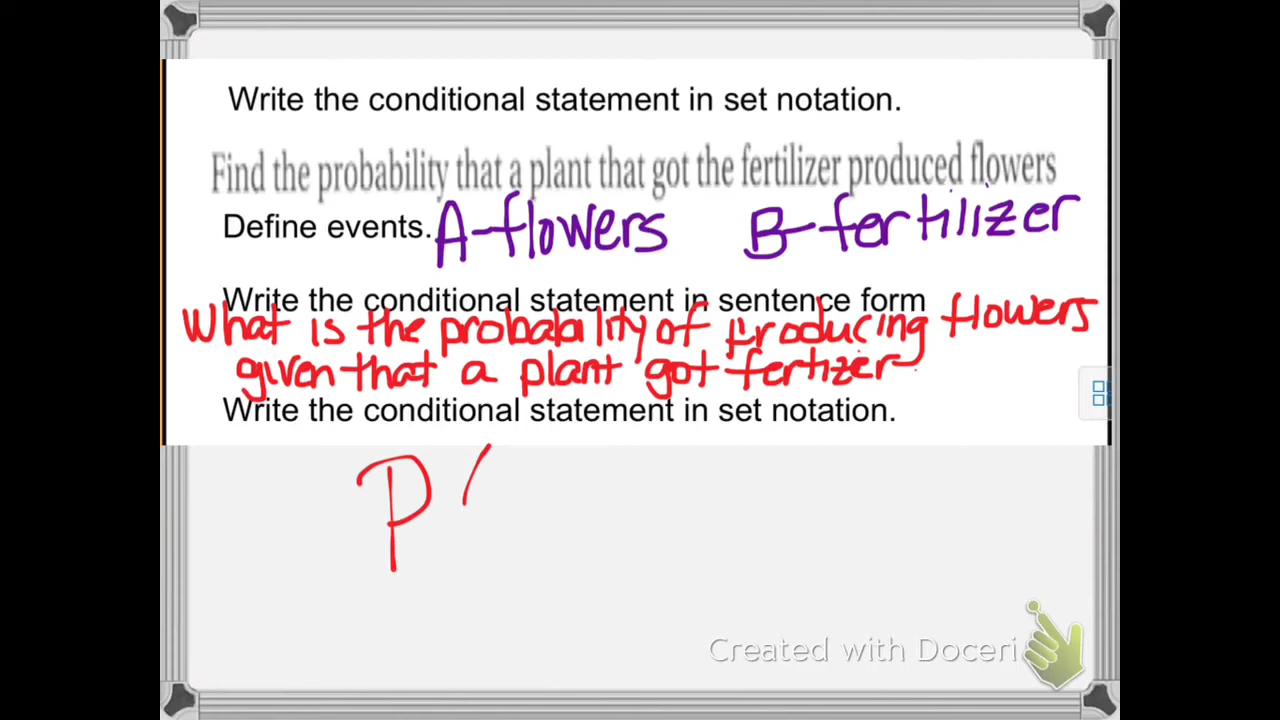 Write the conditional statement in set notation.
Find the probability that a plant that got the fertilizer produced flowers
Define events. A-flowers B-fertilizer
Write the conditional statement in sentence form
What is the probability of producing flowers
given that a plant got fertizer
Write the conditional statement in set notation.
P (
Created with Doceri